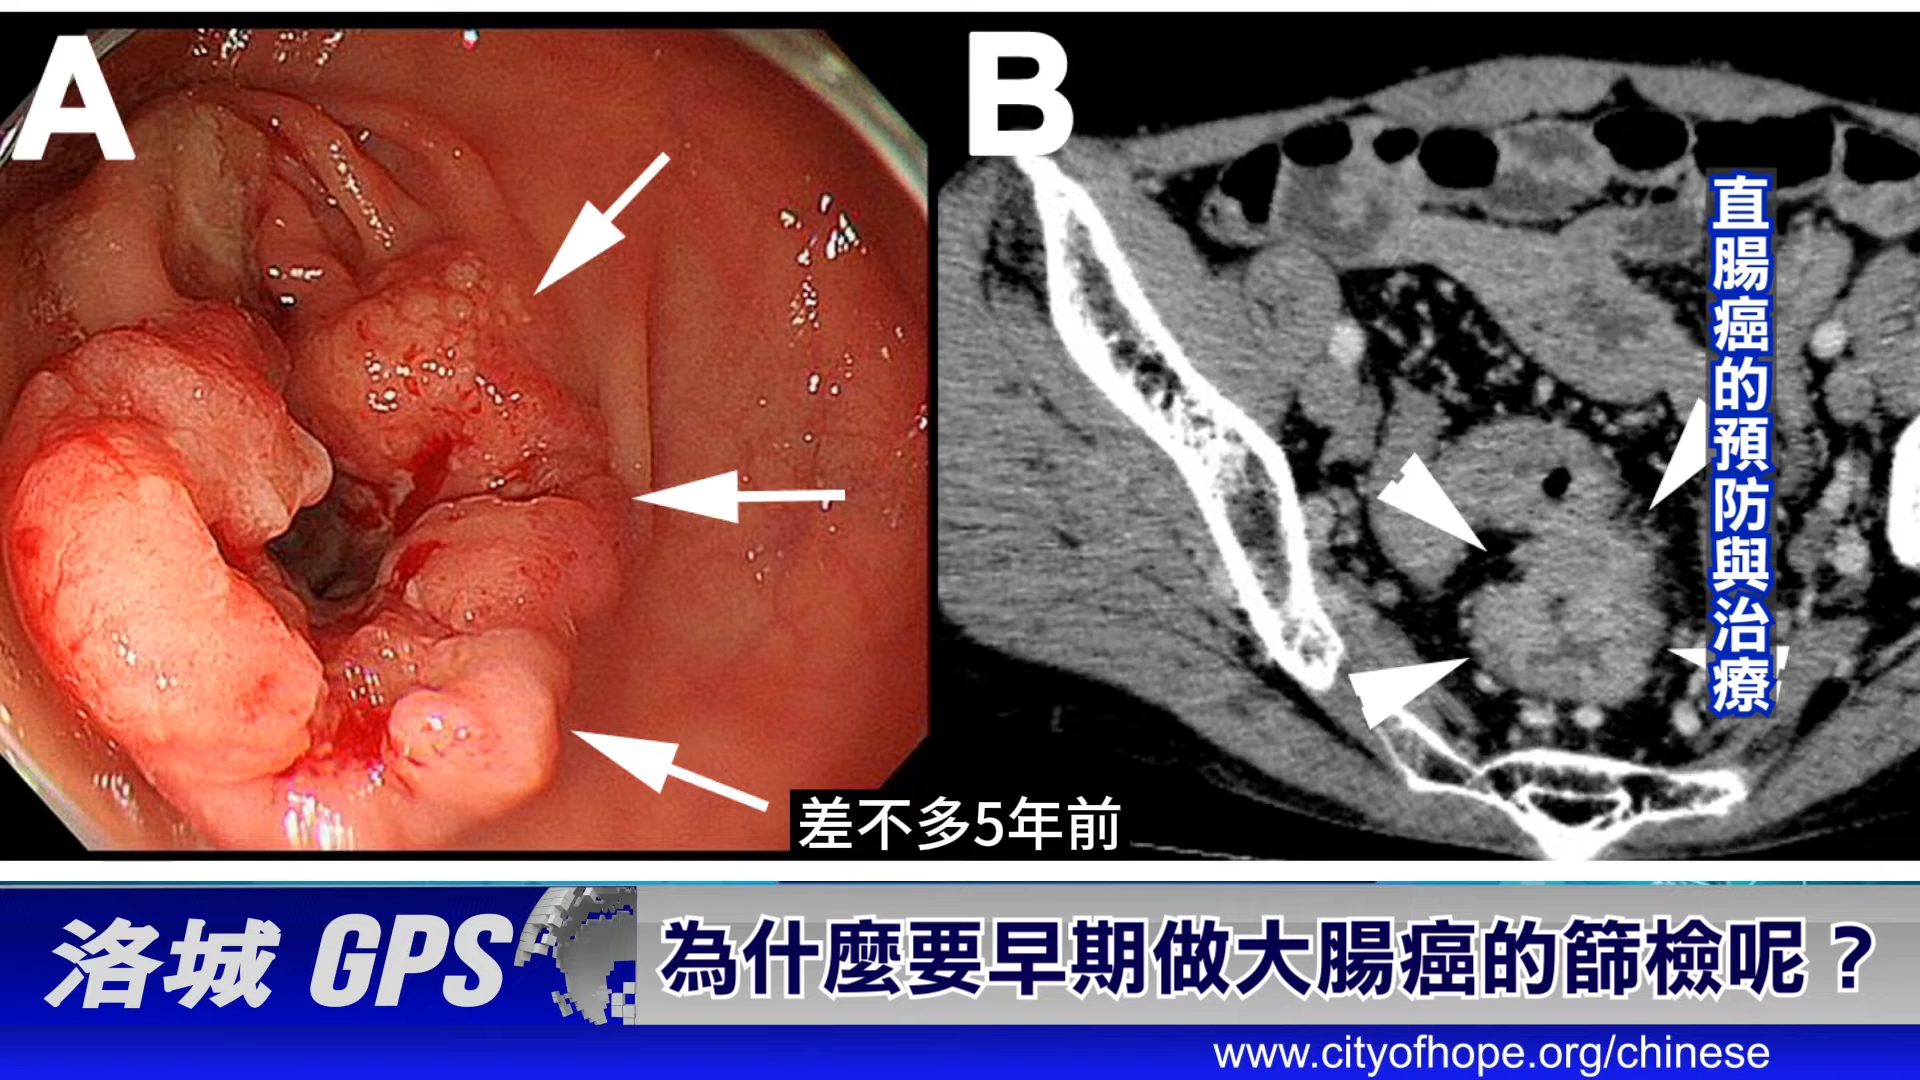 A
B
直腸癌的預防與治療
差不多5年前
洛城 GPS
為什麼要早期做大腸癌的篩檢呢？
www.cityofhope.org/chinese